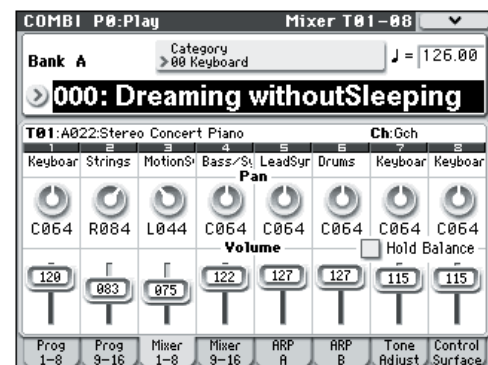 COMBI P0:Play Mixer T01-08
Bank A
Category
00 Keyboard
♩ = 126.00
000: Dreaming withoutSleeping
T01:A022:Stereo Concert Piano Ch:Gch
1 2 3 4 5 6 7 8
Keyboar Strings MotionS Bass/Sy LeadSyr Drums Keyboar Keyboar
Pan
C064 R084 L044 C064 C064 C064 C064 C064
Volume
Hold Balance
120 083 075 122 127 127 115 115
Prog 1-8
Prog 9-16
Mixer 1-8
Mixer 9-16
ARP A
ARP B
Tone Adjust
Control Surface